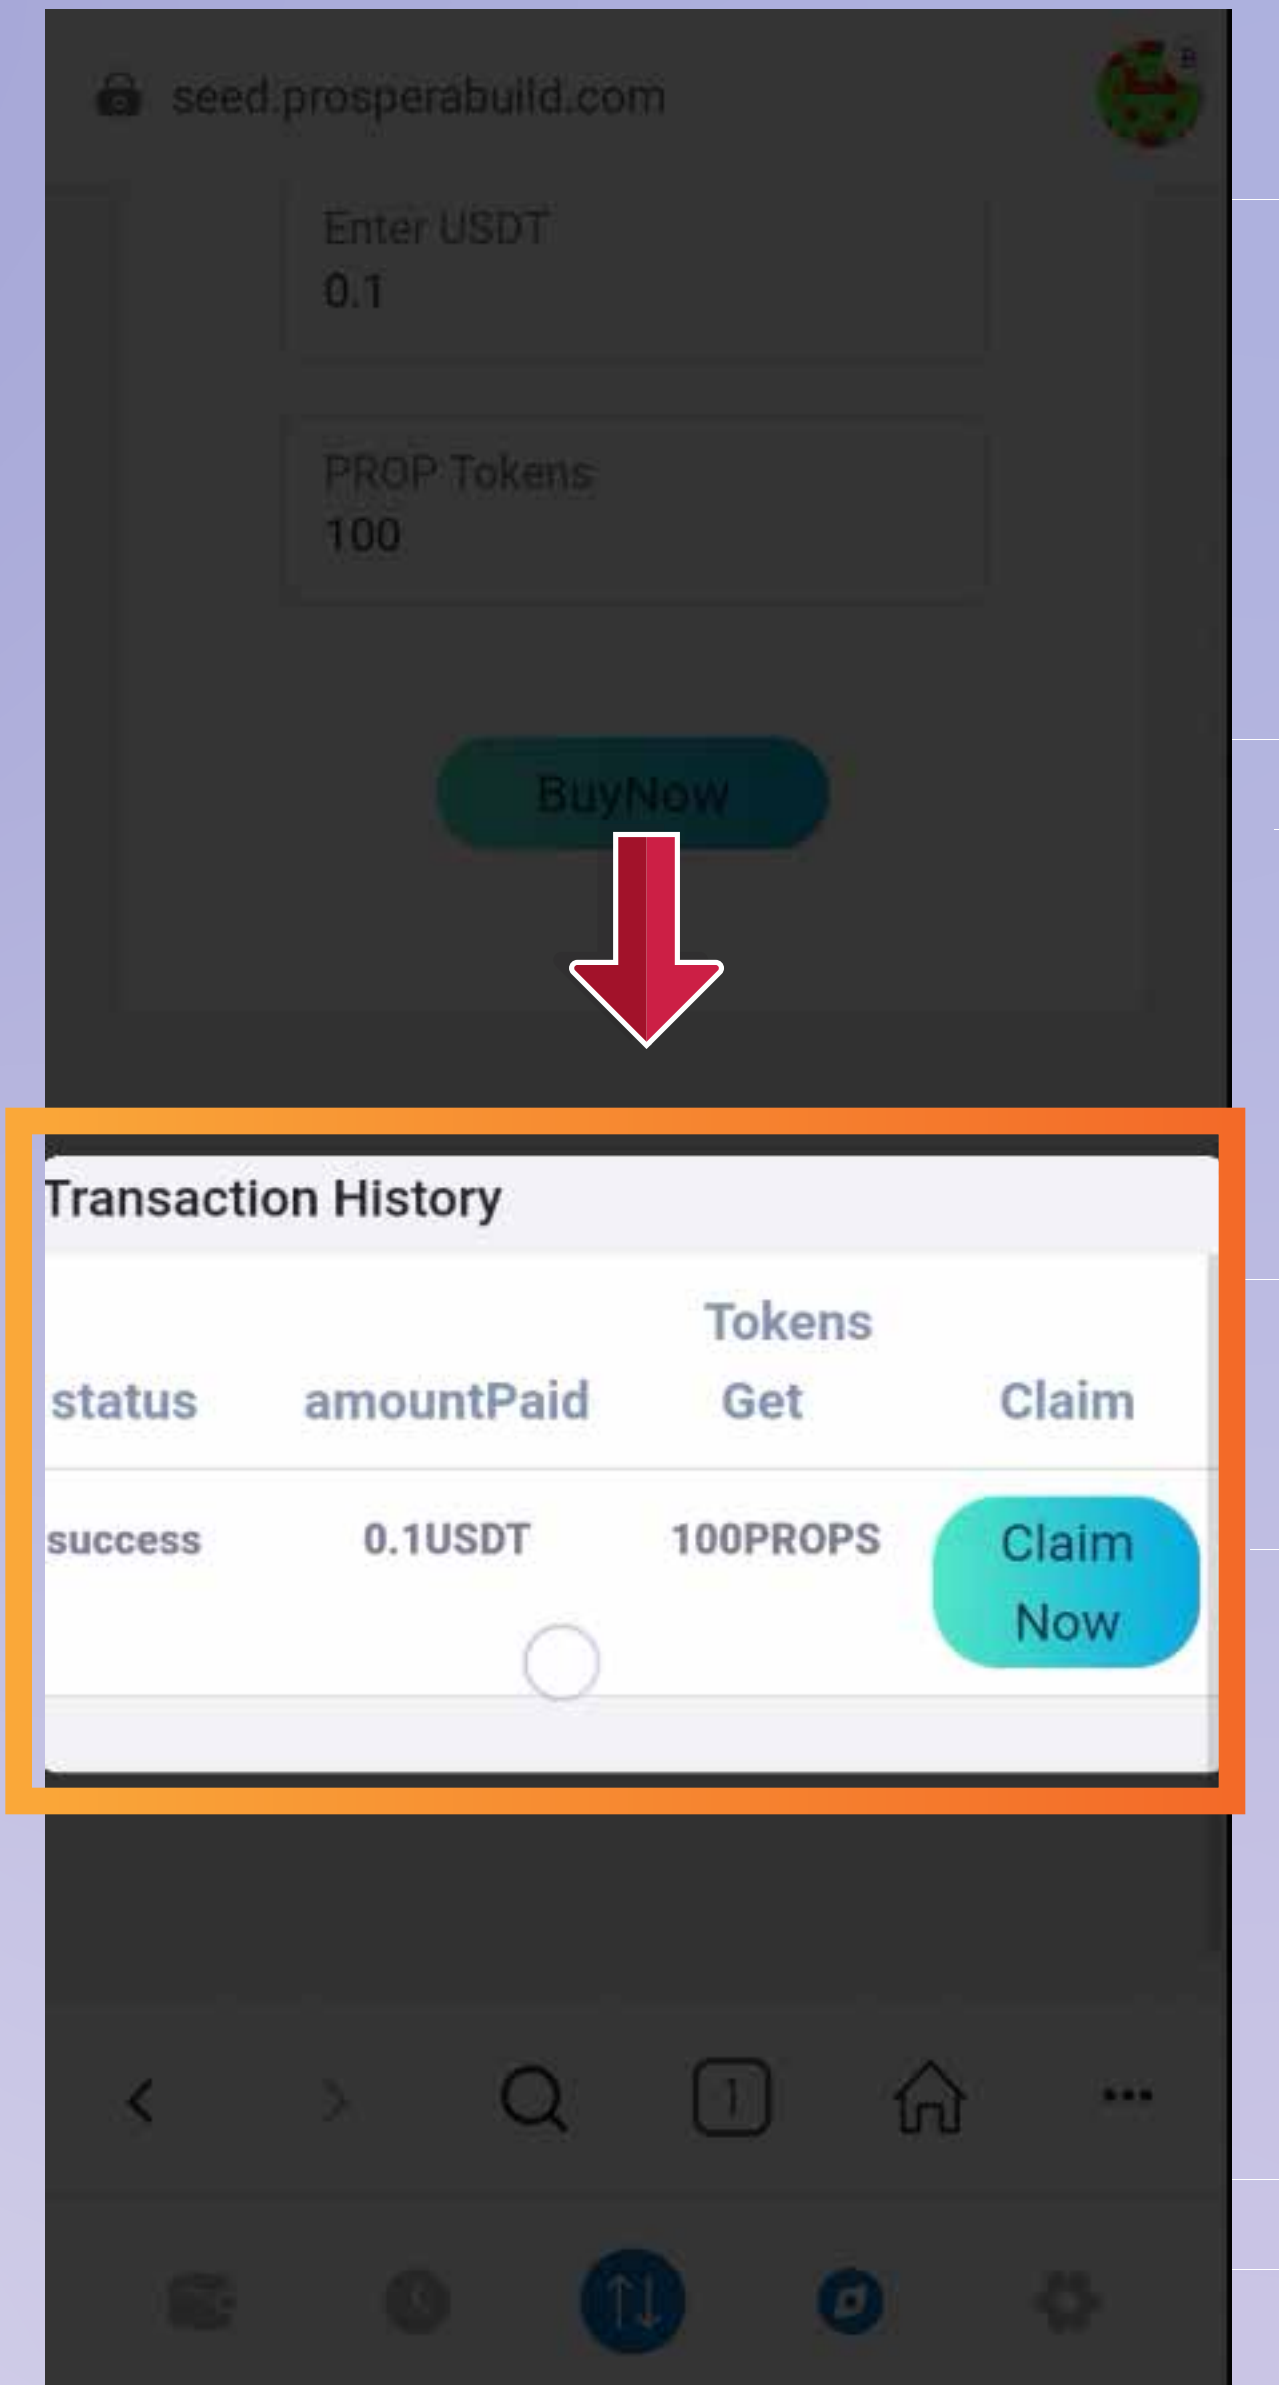 seed.prosperabuild.com
Enter USDT
0.1
PROP Tokens
100
BuyNow
Transaction History
status amountPaid Tokens Get Claim
success 0.1USDT 100PROPS Claim Now
1